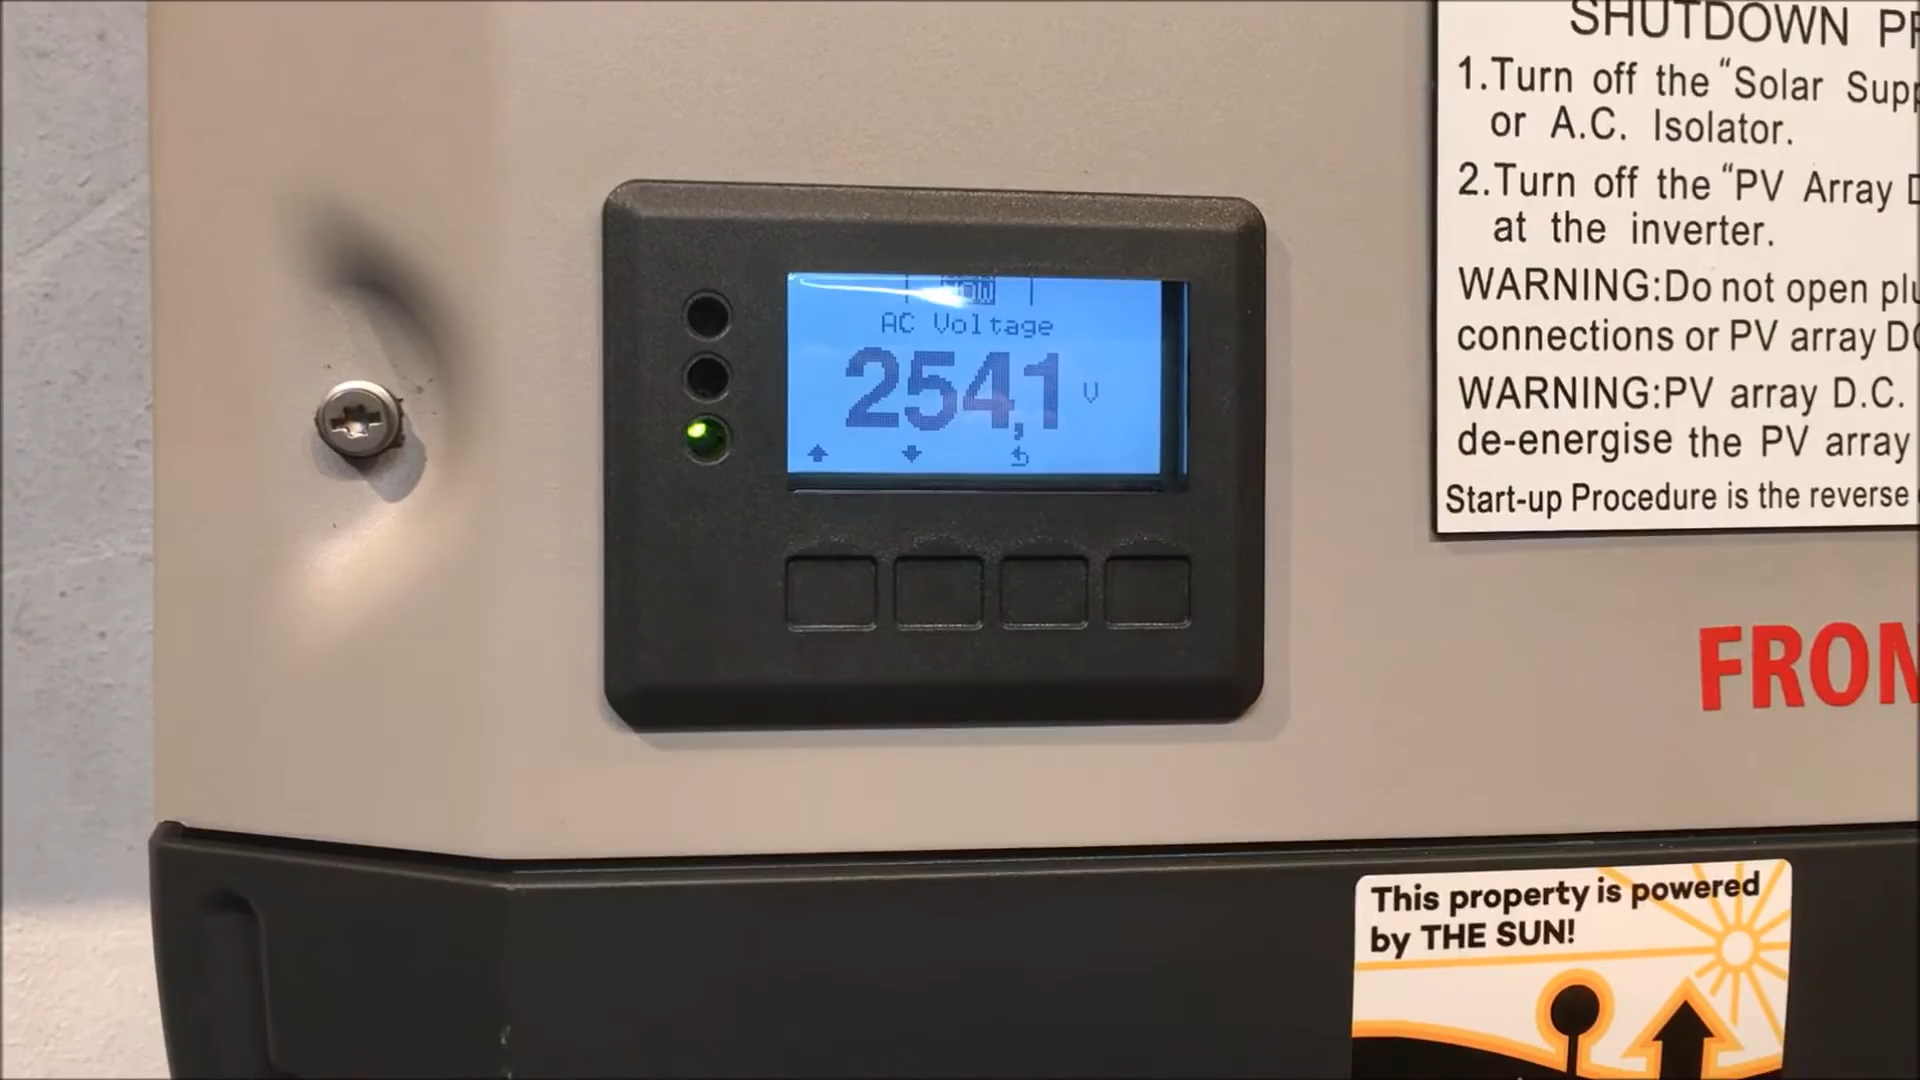 NOW
AC Voltage
254,1 V
SHUTDOWN
1.Turn off the "Solar
or A.C. Isolator.
2.Turn off the "PV Array
at the inverter.
WARNING:Do not open
connections or PV array
WARNING:PV array D.C.
de-energise the PV array
Start-up Procedure is the reverse
This property is powered
by THE SUN!